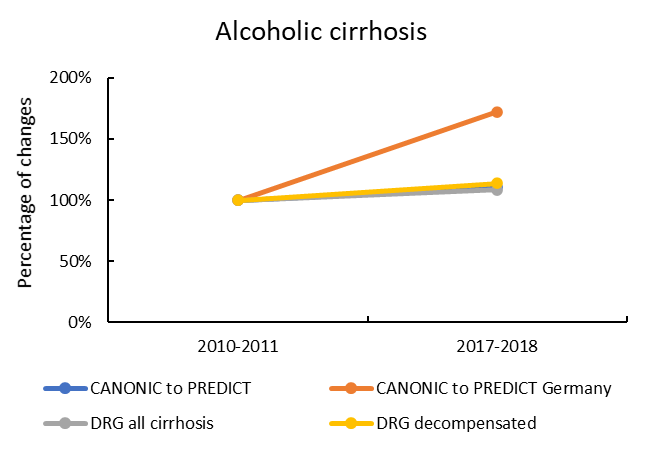 Alcoholic cirrhosis
200%
150%
100%
50%
0%
Percentage of changes
2010-2011 2017-2018
CANONIC to PREDICT CANONIC to PREDICT Germany
DRG all cirrhosis DRG decompensated